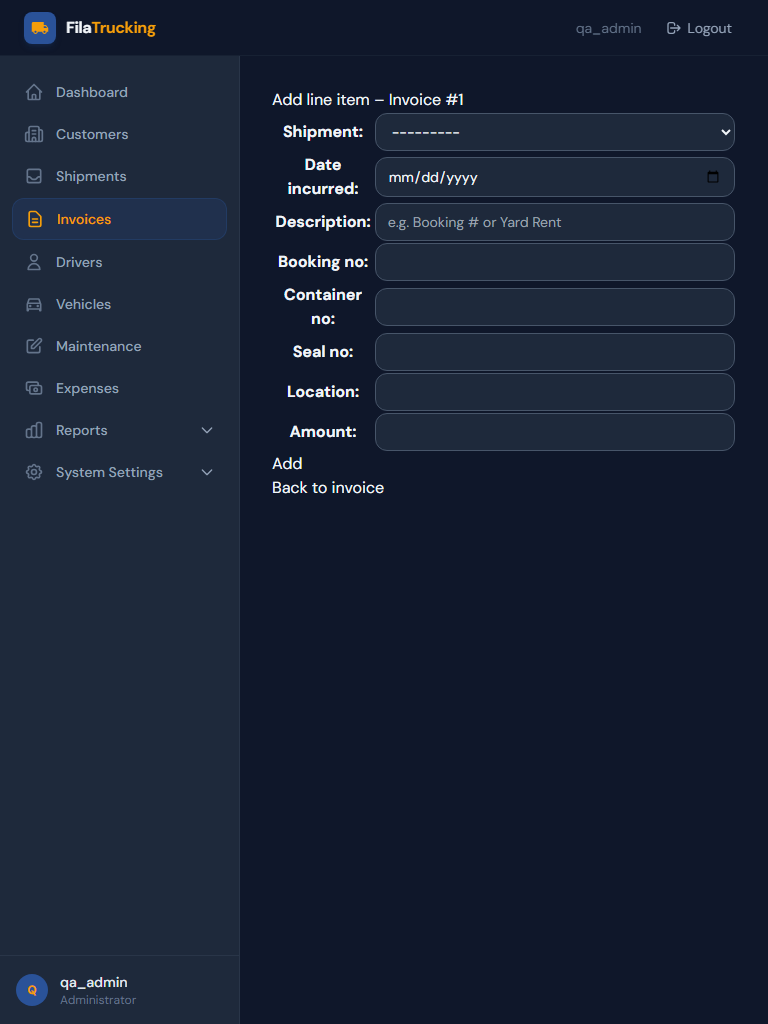 FilaTrucking
qa_admin
Logout
Dashboard
Customers
Shipments
Invoices
Drivers
Vehicles
Maintenance
Expenses
Reports
System Settings
Add line item – Invoice #1
Shipment:
---------
Date
incurred:
mm/dd/yyyy
Description:
e.g. Booking # or Yard Rent
Booking no:
Container
no:
Seal no:
Location:
Amount:
Add
Back to invoice
Q
qa_admin
Administrator